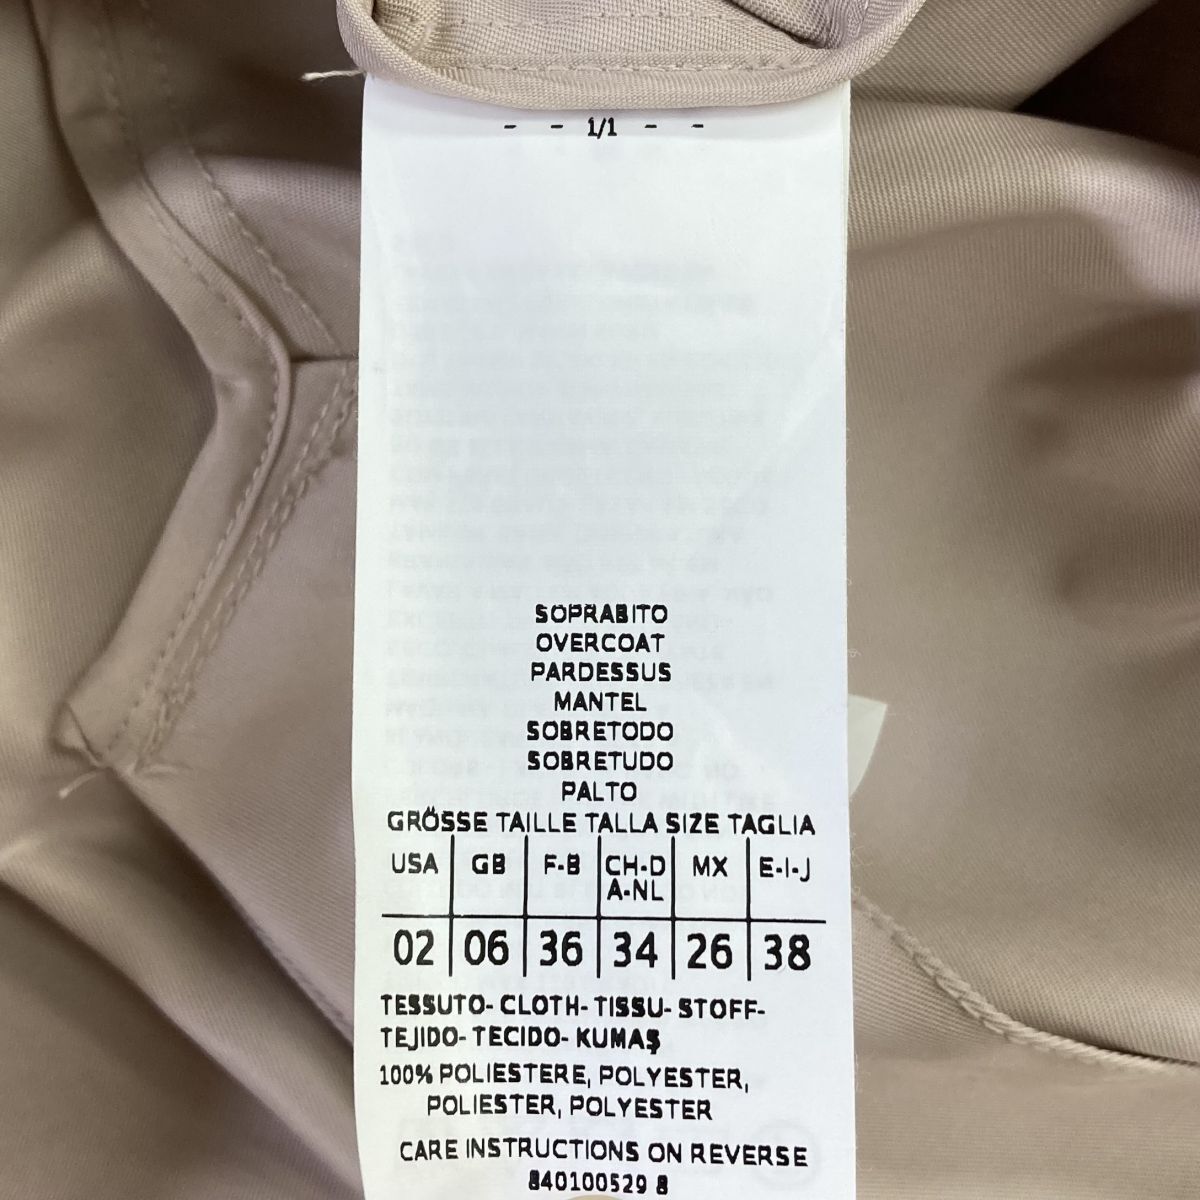 - - 1/1 - -
SOPRABITO
OVERCOAT
PARDESSUS
MANTEL
SOBRETODO
SOBRETUDO
PALTO
GRÖSSE TAILLE TALLA SIZE TAGLIA
USA GB F-B CH-D A-NL MX E-I-J
02 06 36 34 26 38
TESSUTO- CLOTH- TISSU- STOFF-
TEJIDO- TECIDO- KUMAŞ
100% POLIESTERE, POLYESTER,
POLIESTER, POLYESTER
CARE INSTRUCTIONS ON REVERSE
840100529 8